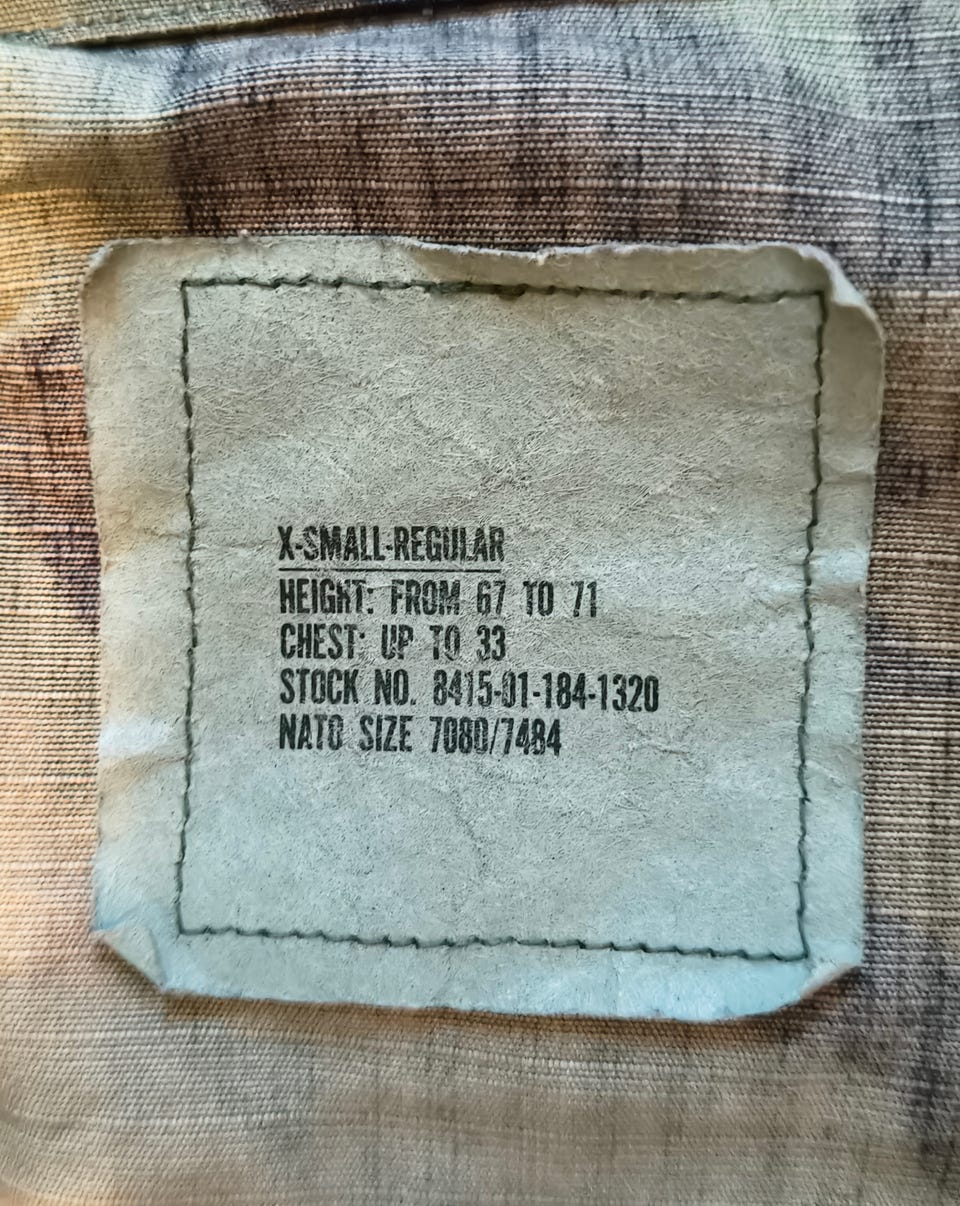 X-SMALL-REGULAR
HEIGHT: FROM 67 TO 71
CHEST: UP TO 33
STOCK NO. 8415-01-184-1320
NATO SIZE 7080/7484